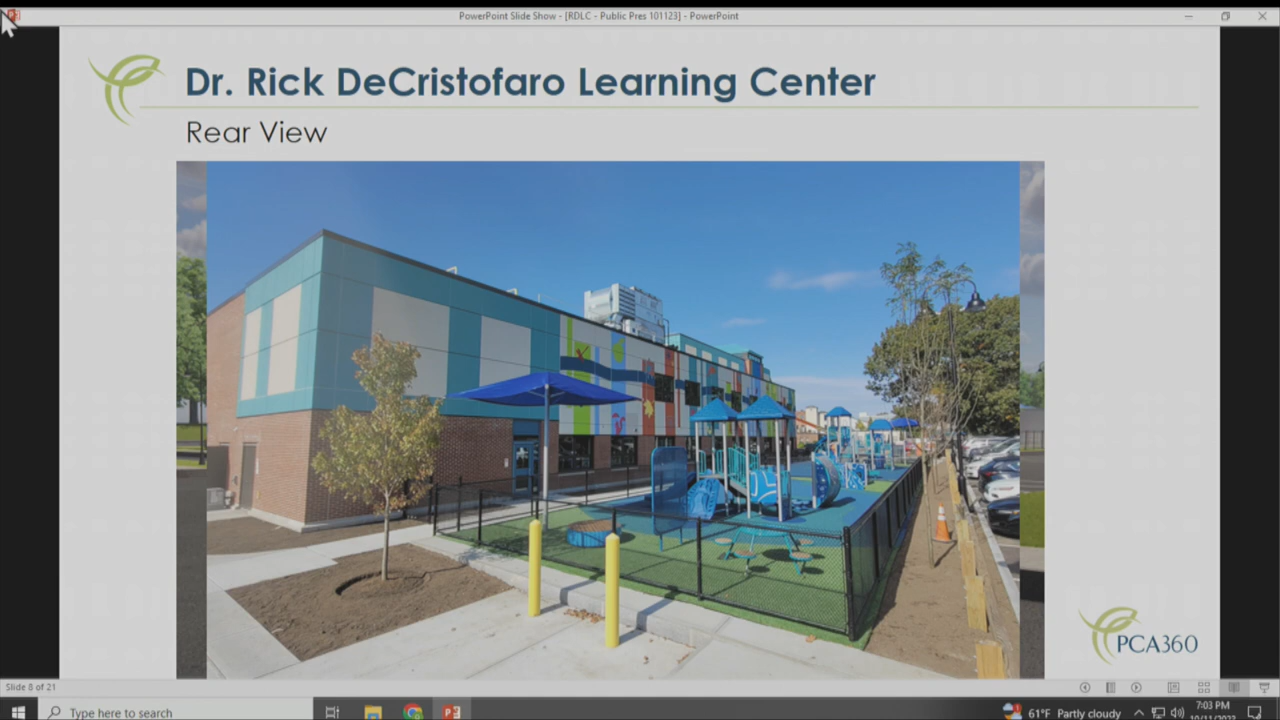 PowerPoint Slide Show - [RDLC - Public Pres 101123] - PowerPoint
Dr. Rick DeCristofaro Learning Center
Rear View
PCA360
Slide 8 of 21
Type here to search
61°F Partly cloudy
7:03 PM